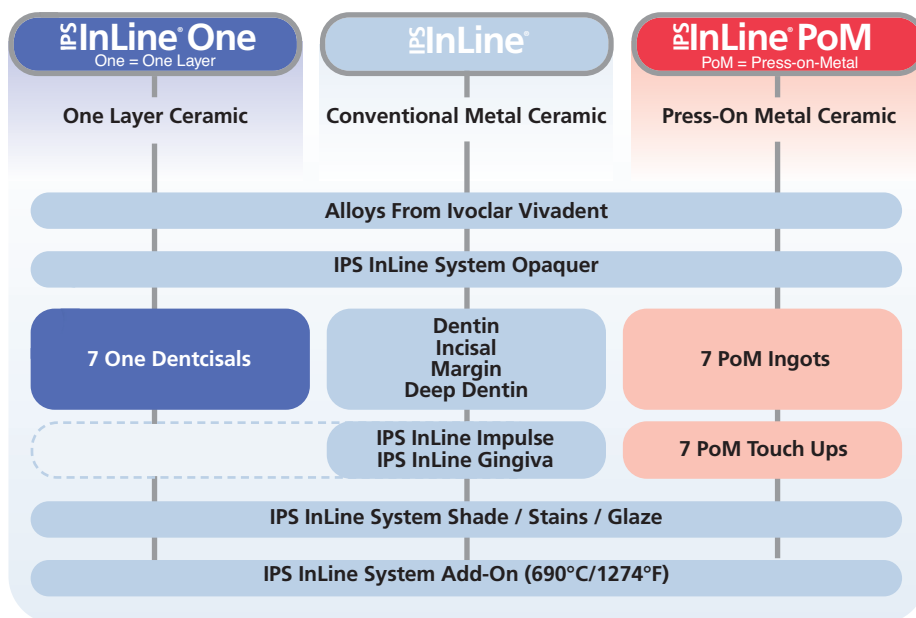 IPS InLine® One
One = One Layer
IPS InLine®
IPS InLine® PoM
PoM = Press-on-Metal
One Layer Ceramic
Conventional Metal Ceramic
Press-On Metal Ceramic
Alloys From Ivoclar Vivadent
IPS InLine System Opaquer
7 One Dentcisals
Dentin
Incisal
Margin
Deep Dentin
7 PoM Ingots
IPS InLine Impulse
IPS InLine Gingiva
7 PoM Touch Ups
IPS InLine System Shade / Stains / Glaze
IPS InLine System Add-On (690°C/1274°F)